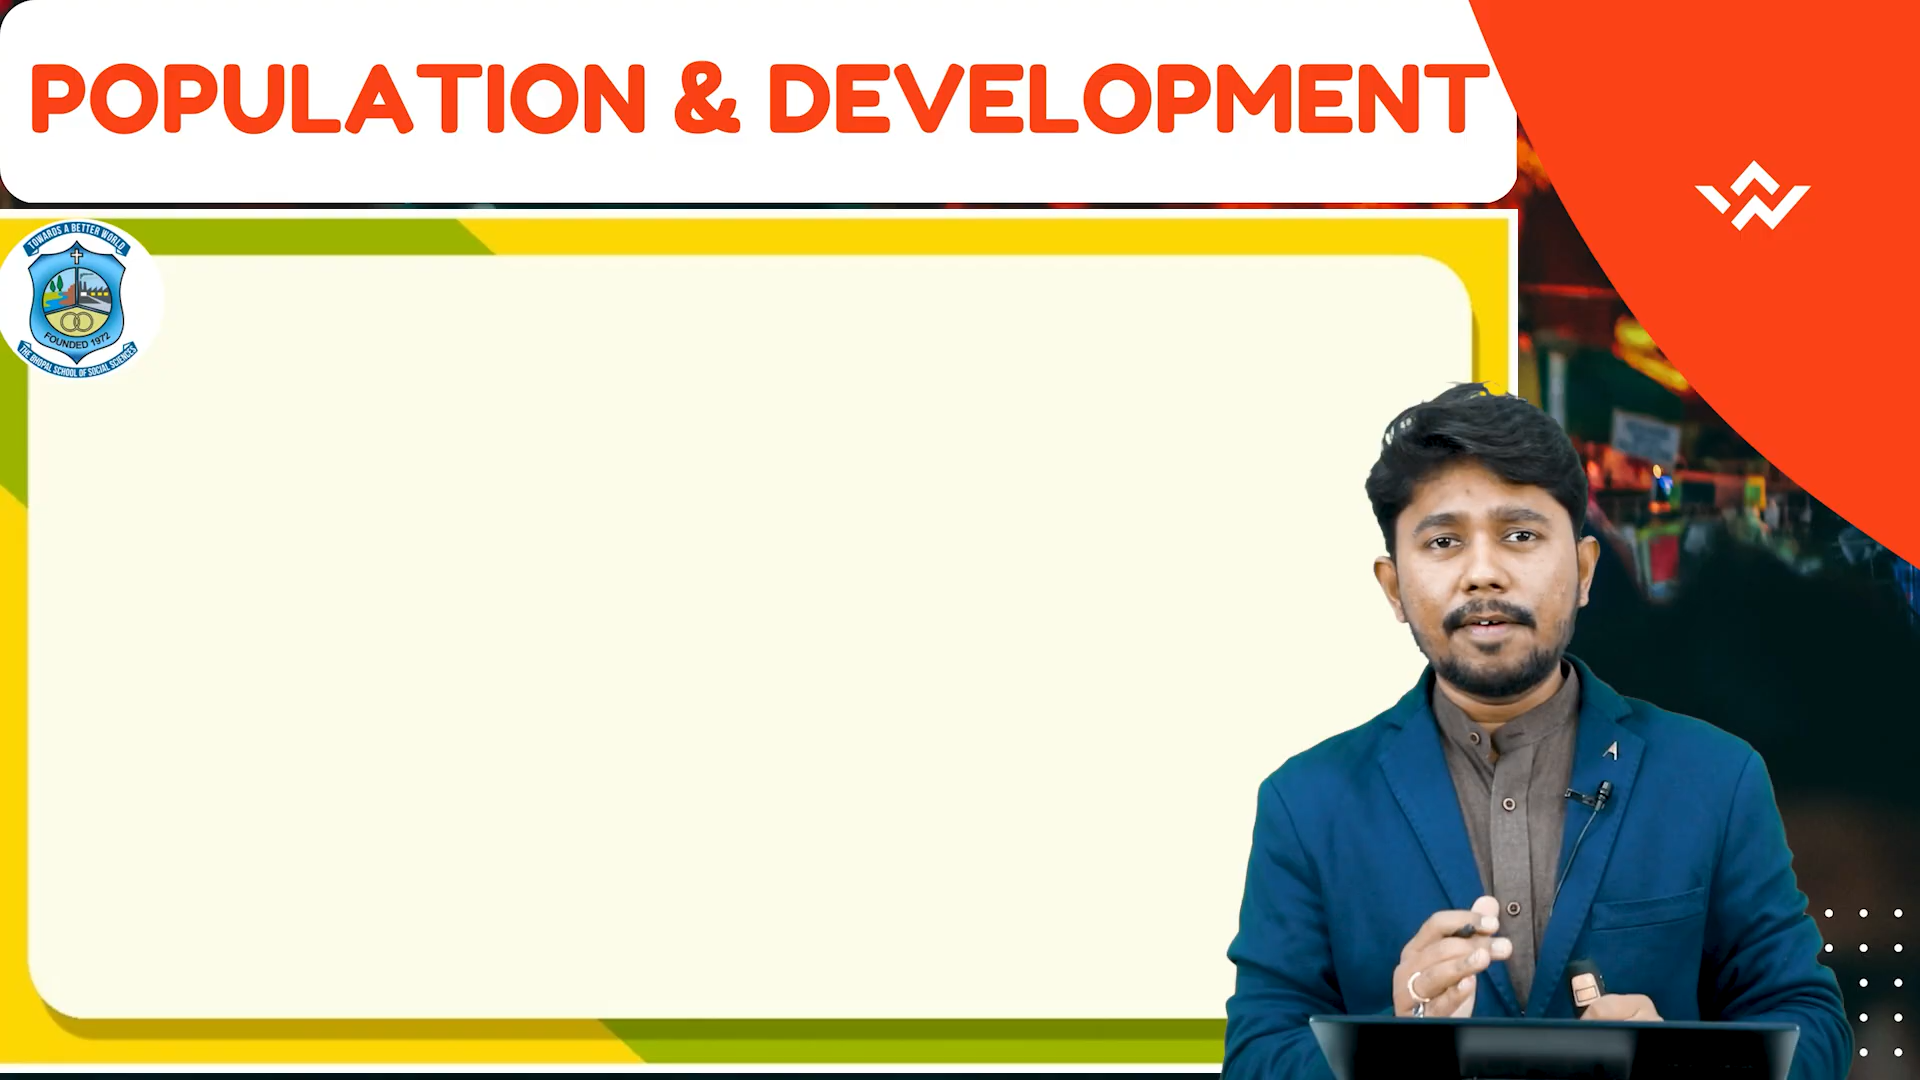 POPULATION & DEVELOPMENT
TOWARDS A BETTER WORLD
FOUNDED 1972
THE BHOPAL SCHOOL OF SOCIAL SCIENCES